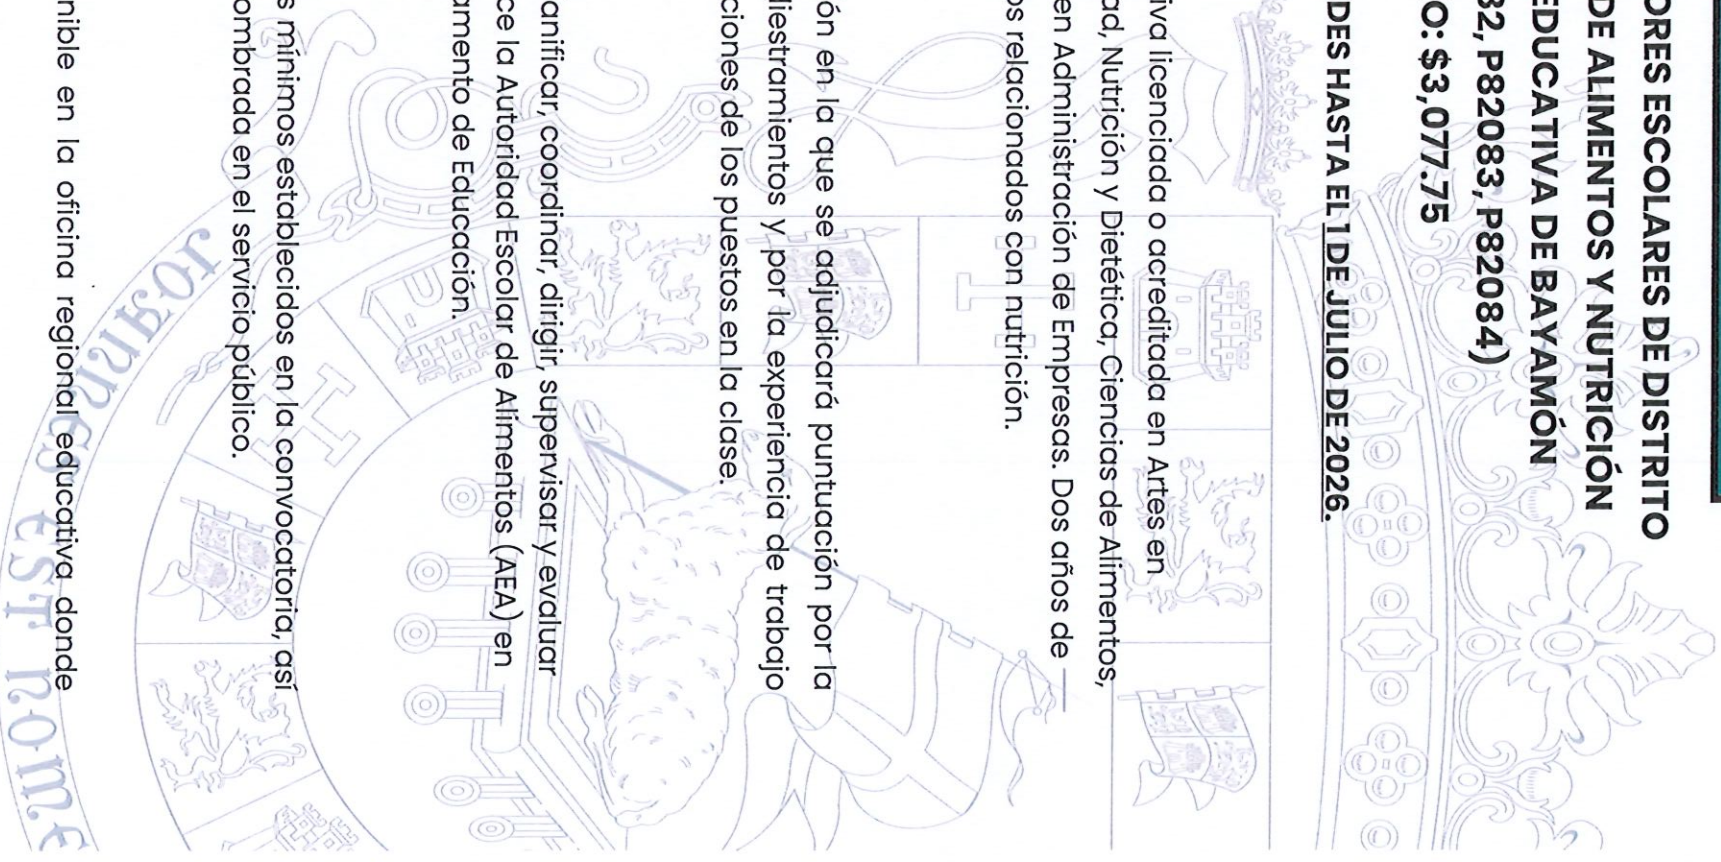 ORES ESCOLARES DE DISTRITO
DE ALIMENTOS Y NUTRICIÓN
EDUCATIVA DE BAYAMÓN
32, P82083, P82084)
O: $3,077.75
DES HASTA EL 1 DE JULIO DE 2026.
iva licenciada o acreditada en Artes en
ad, Nutrición y Dietética, Ciencias de Alimentos,
en Administración de Empresas. Dos años de
os relacionados con nutrición.
ón en la que se adjudicará puntuación por la
diestramientos y por la experiencia de trabajo
ciones de los puestos en la clase.
anificar, coordinar, dirigir, supervisar y evaluar
ce la Autoridad Escolar de Alimentos (AEA) en
amento de Educación.
s mínimos establecidos en la convocatoria, así
ombrada en el servicio público.
nible en la oficina regional educativa donde
JOANNES EST NOME